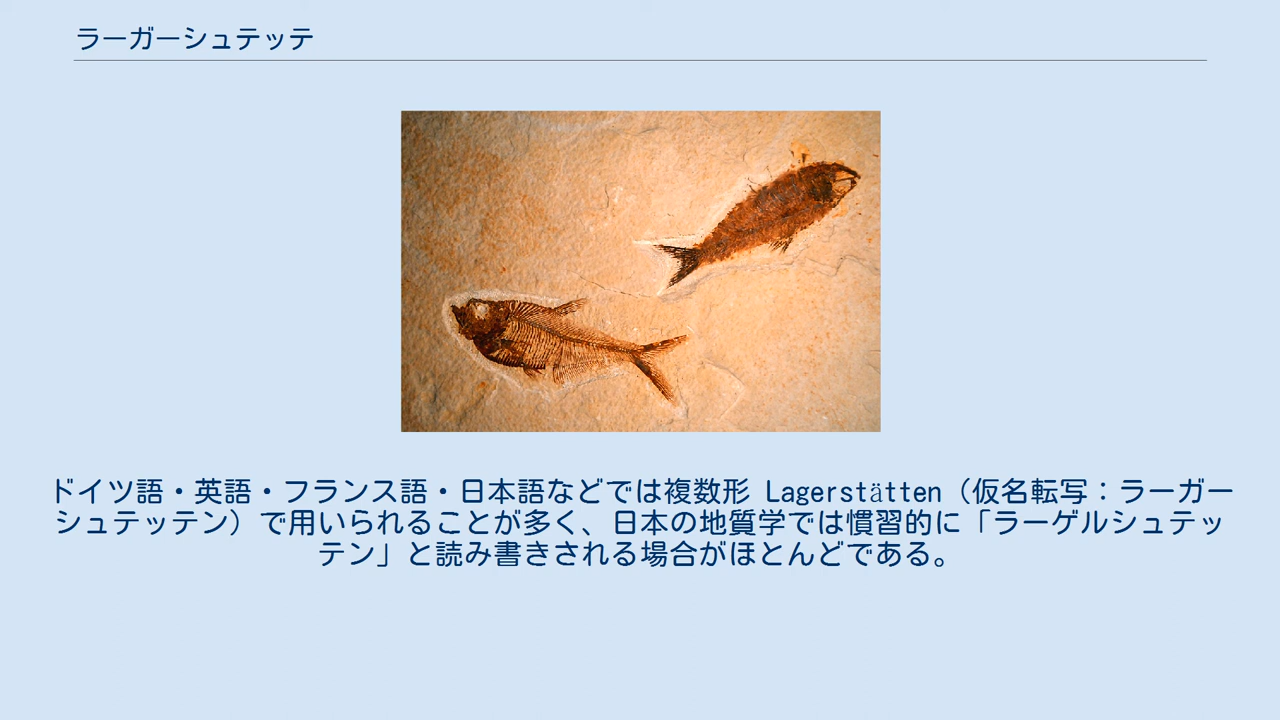 ラーガーシュテッテ
ドイツ語・英語・フランス語・日本語などでは複数形 Lagerstätten（仮名転写：ラーガー
シュテッテン）で用いられることが多く、日本の地質学では慣習的に「ラーゲルシュテッ
テン」と読み書きされる場合がほとんどである。